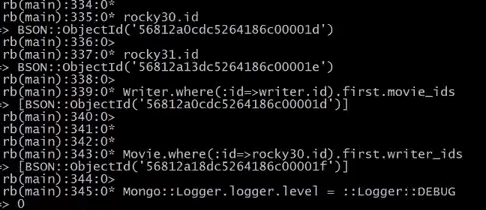 rb(main):334:0*
rb(main):335:0* rocky30.id
=> BSON::ObjectId('56812a0cdc5264186c00001d')
rb(main):336:0>
rb(main):337:0* rocky31.id
=> BSON::ObjectId('56812a13dc5264186c00001e')
rb(main):338:0>
rb(main):339:0* Writer.where(:id=>writer.id).first.movie_ids
=> [BSON::ObjectId('56812a0cdc5264186c00001d')]
rb(main):340:0>
rb(main):341:0*
rb(main):342:0*
rb(main):343:0* Movie.where(:id=>rocky30.id).first.writer_ids
=> [BSON::ObjectId('56812a18dc5264186c00001f')]
rb(main):344:0>
rb(main):345:0* Mongo::Logger.logger.level = ::Logger::DEBUG
=> 0